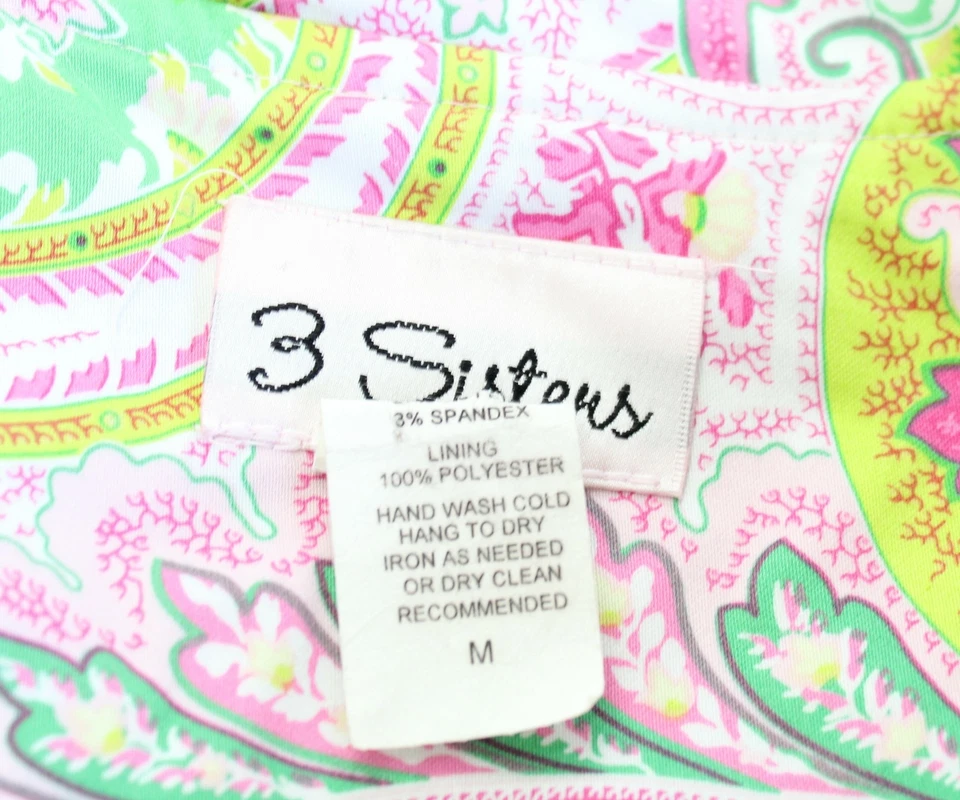 3 Sisters
3% SPANDEX
LINING
100% POLYESTER
HAND WASH COLD
HANG TO DRY
IRON AS NEEDED
OR DRY CLEAN
RECOMMENDED
M